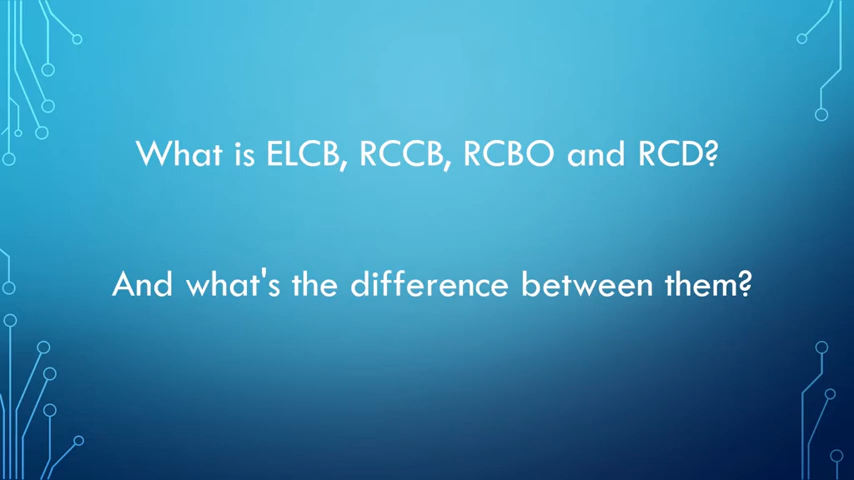 What is ELCB, RCCB, RCBO and RCD?
And what's the difference between them?